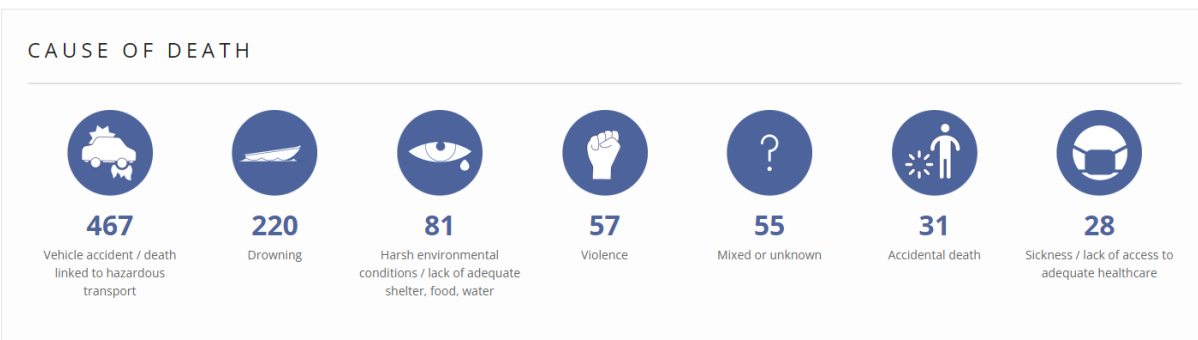 CAUSE OF DEATH
467
Vehicle accident / death
linked to hazardous
transport
220
Drowning
81
Harsh environmental
conditions / lack of adequate
shelter, food, water
57
Violence
?
55
Mixed or unknown
31
Accidental death
28
Sickness / lack of access to
adequate healthcare